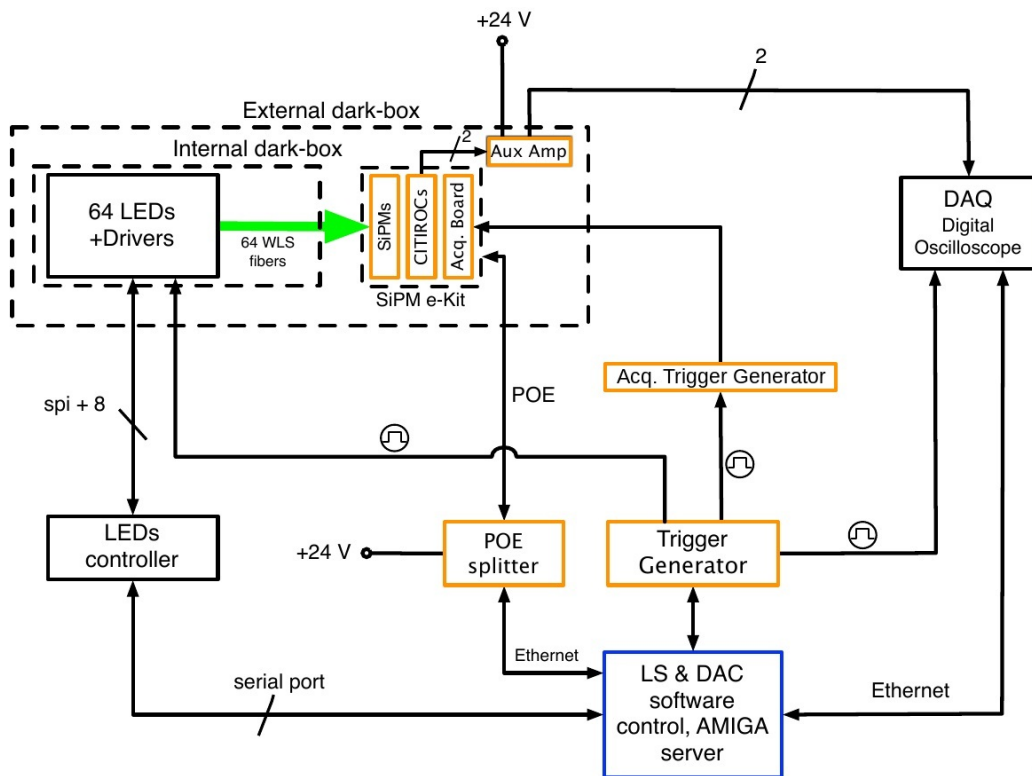 +24 V
2
External dark-box
2
Aux Amp
Internal dark-box
64 LEDs
+Drivers
64 WLS
fibers
SiPMs
CITIROCs
Acq. Board
SiPM e-Kit
DAQ
Digital
Oscilloscope
Acq. Trigger Generator
POE
spi + 8
LEDs
controller
+24 V
POE
splitter
Trigger
Generator
Ethernet
serial port
LS & DAC
software
control, AMIGA
server
Ethernet